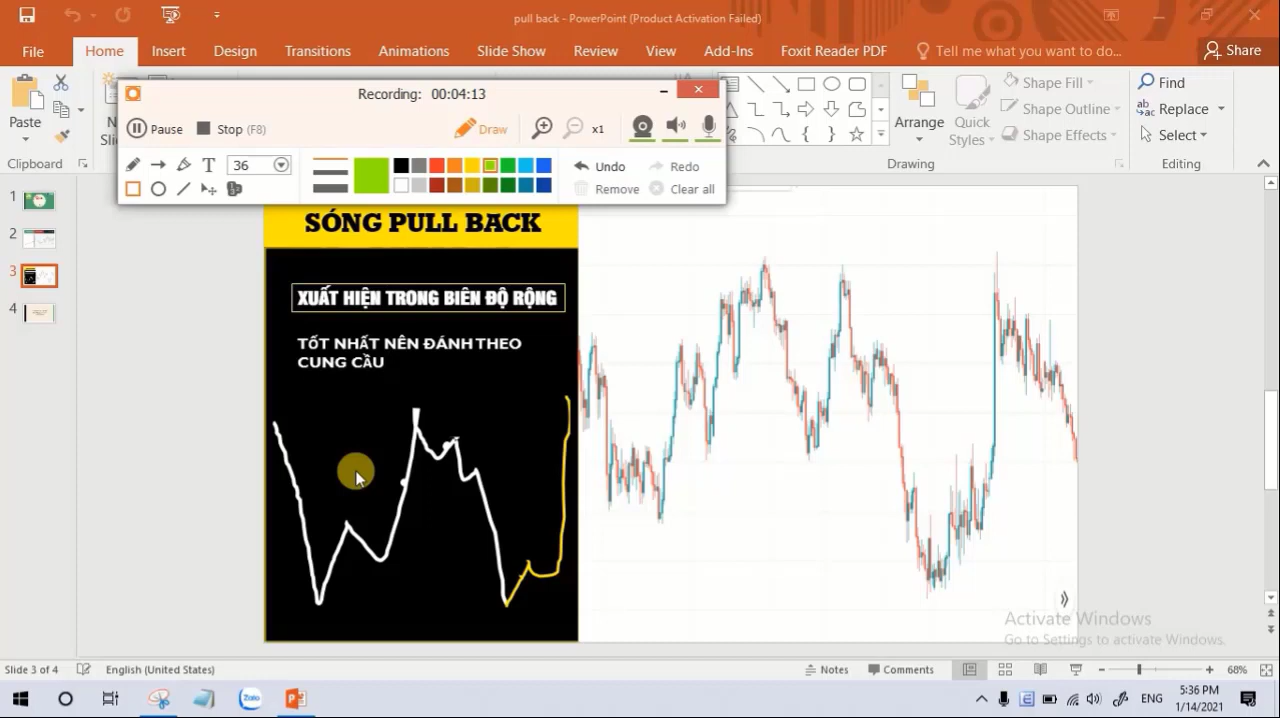 pull back - PowerPoint (Product Activation Failed)
File Home Insert Design Transitions Animations Slide Show Review View Add-Ins Foxit Reader PDF Tell me what you want to do... Share
Recording: 00:04:13
Pause Stop (F8) Draw x1
36 Undo Redo
Remove Clear all
Paste
Clipboard
Arrange Quick Styles
Shape Fill
Shape Outline
Shape Effects
Drawing
Find
Replace
Select
Editing
1
2
3
4
SÓNG PULL BACK
XUẤT HIỆN TRONG BIÊN ĐỘ RỘNG
TỐT NHẤT NÊN ĐÁNH THEO
CUNG CẦU
Activate Windows
Go to Settings to activate Windows.
Slide 3 of 4 English (United States) Notes Comments 68%
Zalo ENG 5:36 PM
1/14/2021